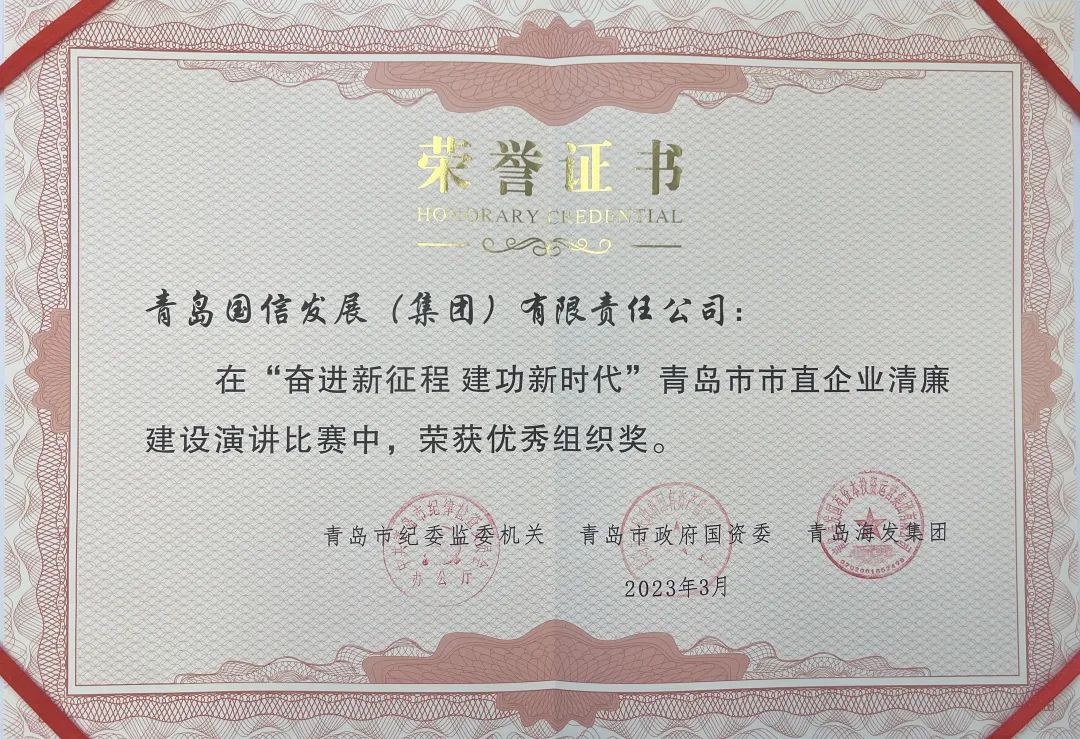 荣誉证书
HONORARY CREDENTIAL
青岛国信发展（集团）有限责任公司：
在“奋进新征程 建功新时代”青岛市市直企业清廉
建设演讲比赛中，荣获优秀组织奖。
青岛市纪委监委机关 青岛市政府国资委 青岛海发集团
办公厅
2023年3月